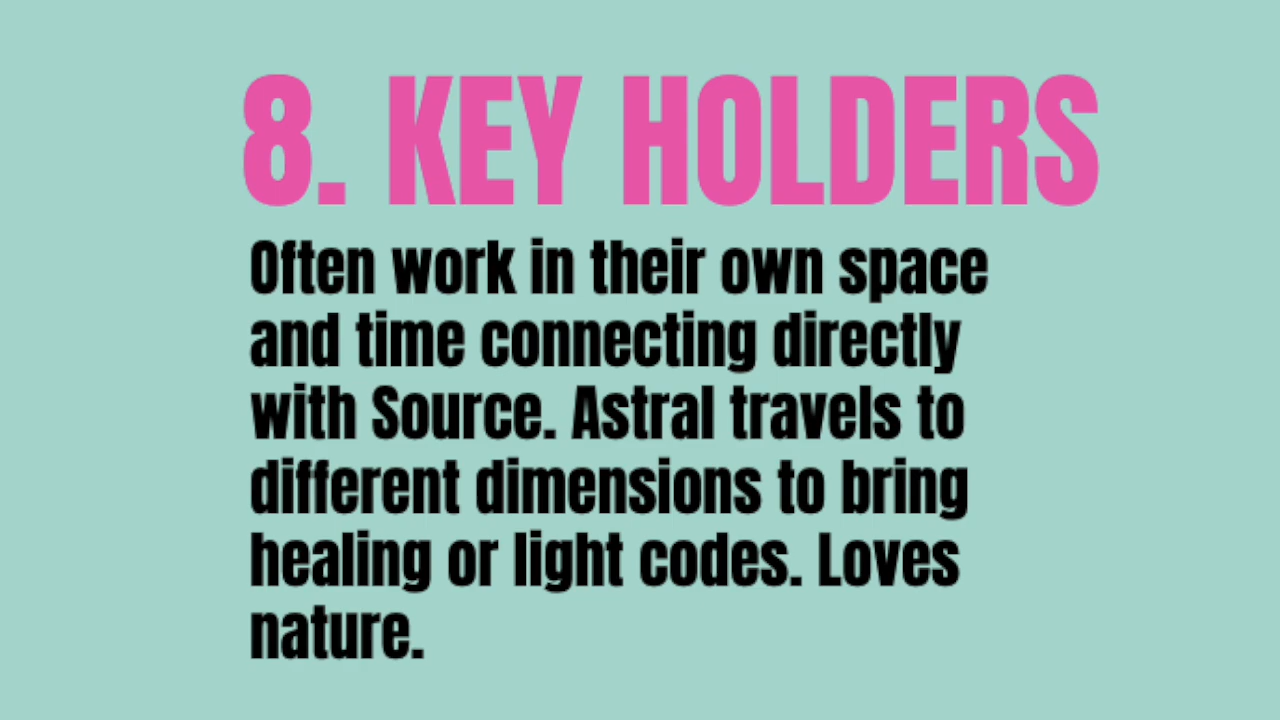 8. KEY HOLDERS
Often work in their own space
and time connecting directly
with Source. Astral travels to
different dimensions to bring
healing or light codes. Loves
nature.